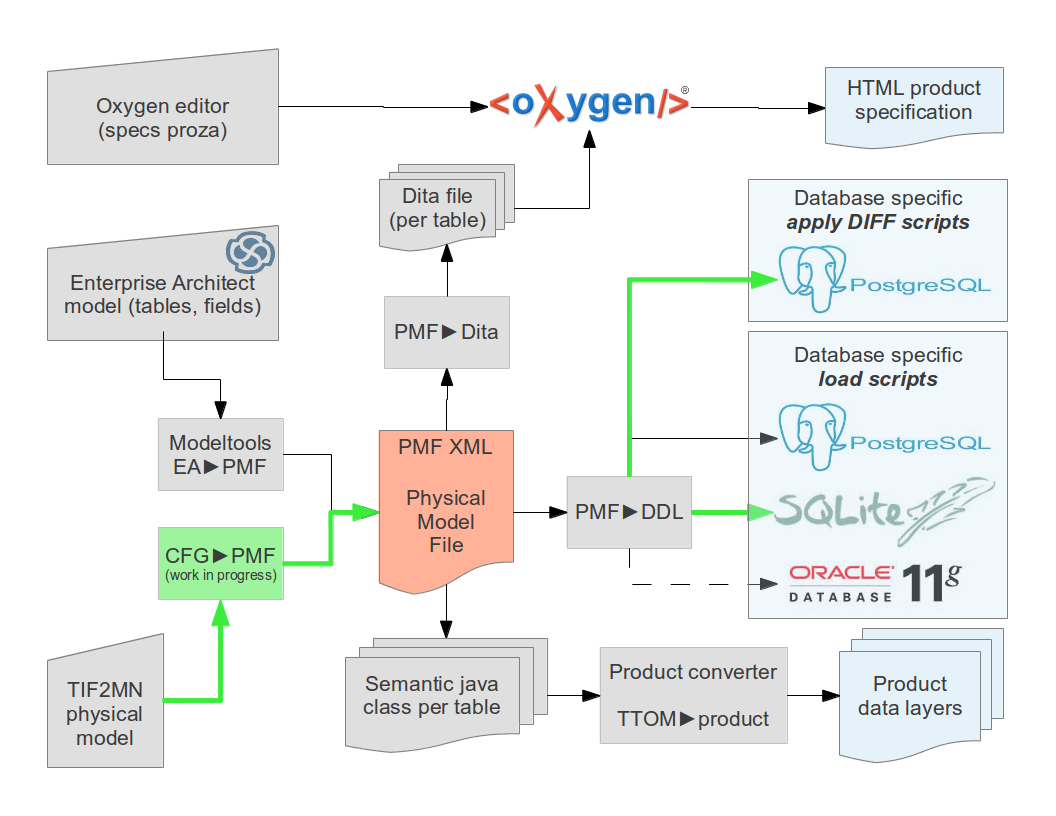 Oxygen editor
(specs proza)
<oXygen/>®
HTML product
specification
Dita file
(per table)
Database specific
apply DIFF scripts
PostgreSQL
Enterprise Architect
model (tables, fields)
PMF►Dita
Database specific
load scripts
PostgreSQL
SQLite
ORACLE
DATABASE
11g
Modeltools
EA►PMF
PMF XML
Physical
Model
File
PMF►DDL
CFG►PMF
(work in progress)
TIF2MN
physical
model
Semantic java
class per table
Product converter
TTOM►product
Product
data layers